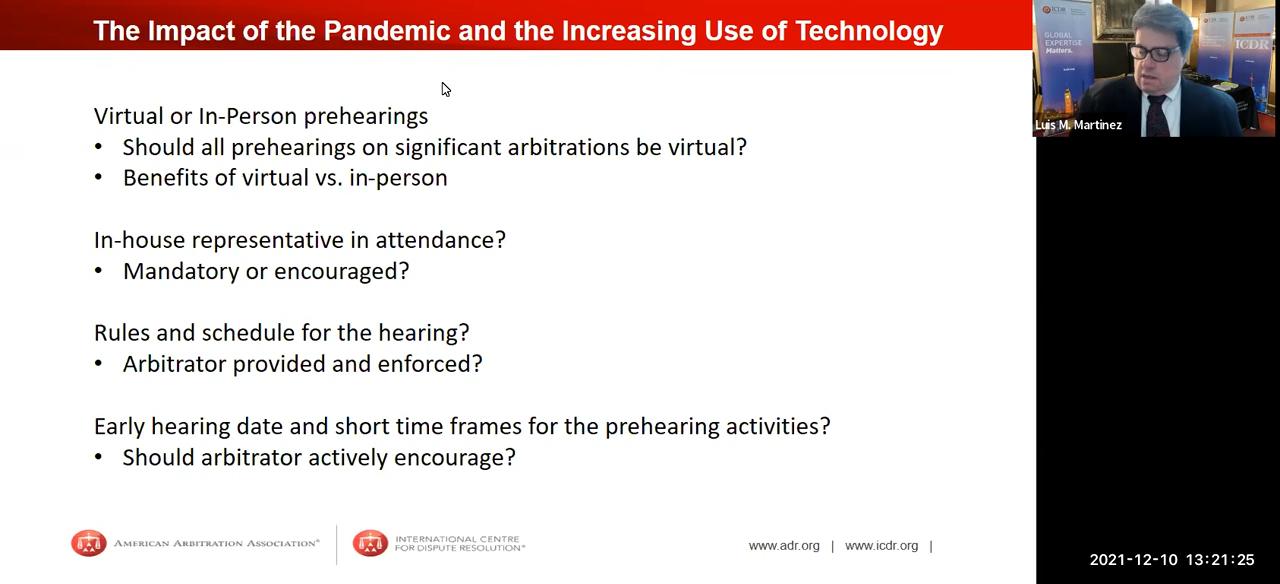 The Impact of the Pandemic and the Increasing Use of Technology
Virtual or In-Person prehearings
• Should all prehearings on significant arbitrations be virtual?
• Benefits of virtual vs. in-person
In-house representative in attendance?
• Mandatory or encouraged?
Rules and schedule for the hearing?
• Arbitrator provided and enforced?
Early hearing date and short time frames for the prehearing activities?
• Should arbitrator actively encourage?
AMERICAN ARBITRATION ASSOCIATION®
INTERNATIONAL CENTRE
FOR DISPUTE RESOLUTION®
www.adr.org | www.icdr.org |
GLOBAL
EXPERTISE
Matters.
ICDR
Luis M. Martinez
2021-12-10 13:21:25